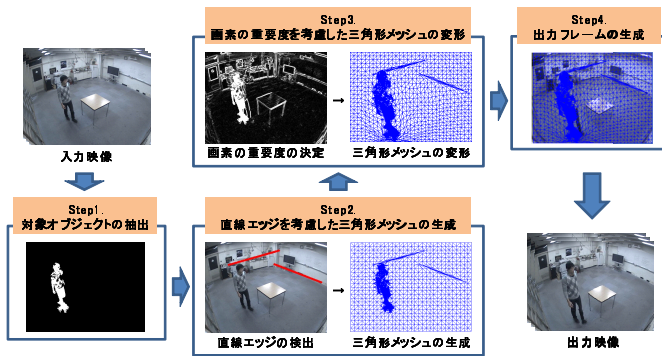 入力映像
Step1.
対象オブジェクトの抽出
Step2.
直線エッジを考慮した三角形メッシュの生成
直線エッジの検出
→
三角形メッシュの生成
Step3.
画素の重要度を考慮した三角形メッシュの変形
画素の重要度の決定
→
三角形メッシュの変形
Step4.
出力フレームの生成
出力映像